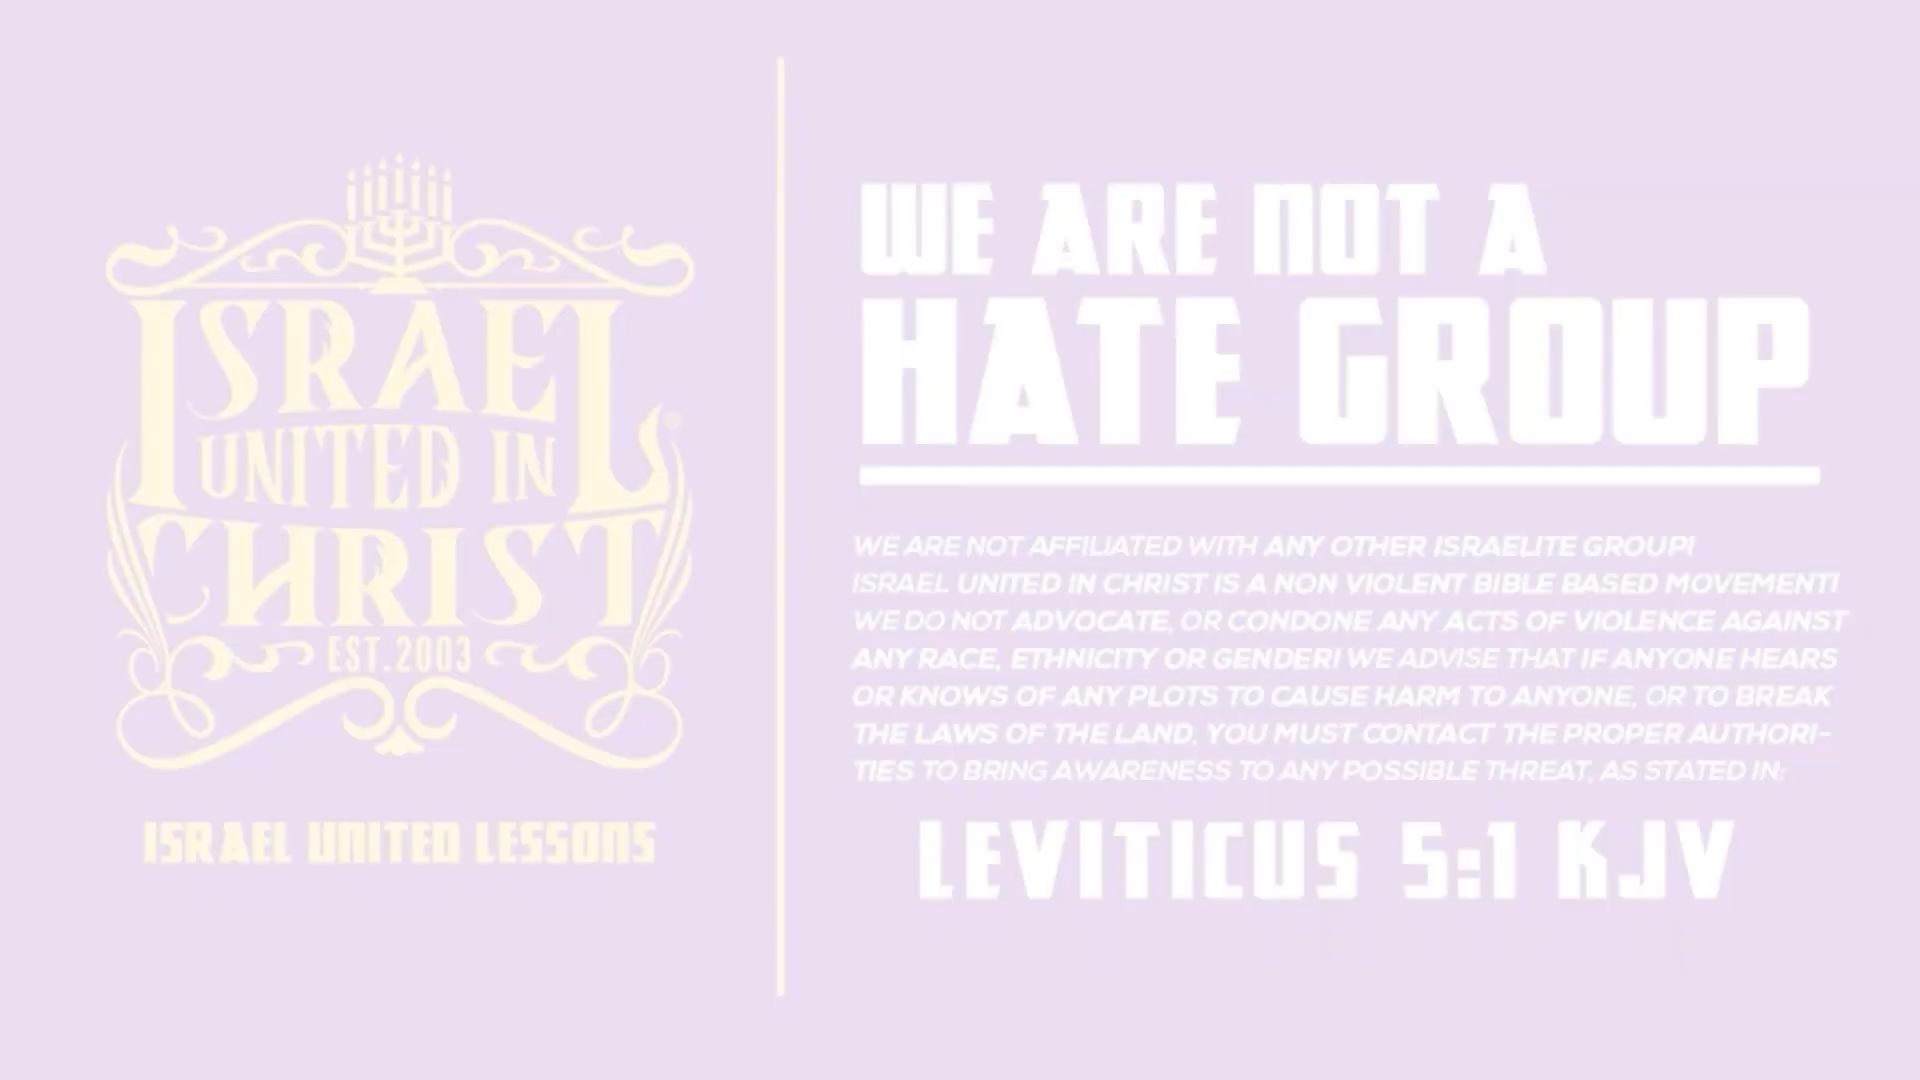 ISRAEL
UNITED IN
CHRIST
EST.2003
ISRAEL UNITED LESSONS
WE ARE NOT A
HATE GROUP
WE ARE NOT AFFILIATED WITH ANY OTHER ISRAELITE GROUP!
ISRAEL UNITED IN CHRIST IS A NON VIOLENT BIBLE BASED MOVEMENT!
WE DO NOT ADVOCATE, OR CONDONE ANY ACTS OF VIOLENCE AGAINST
ANY RACE, ETHNICITY OR GENDER! WE ADVISE THAT IF ANYONE HEARS
OR KNOWS OF ANY PLOTS TO CAUSE HARM TO ANYONE, OR TO BREAK
THE LAWS OF THE LAND, YOU MUST CONTACT THE PROPER AUTHORI-
TIES TO BRING AWARENESS TO ANY POSSIBLE THREAT, AS STATED IN:
LEVITICUS 5:1 KJV